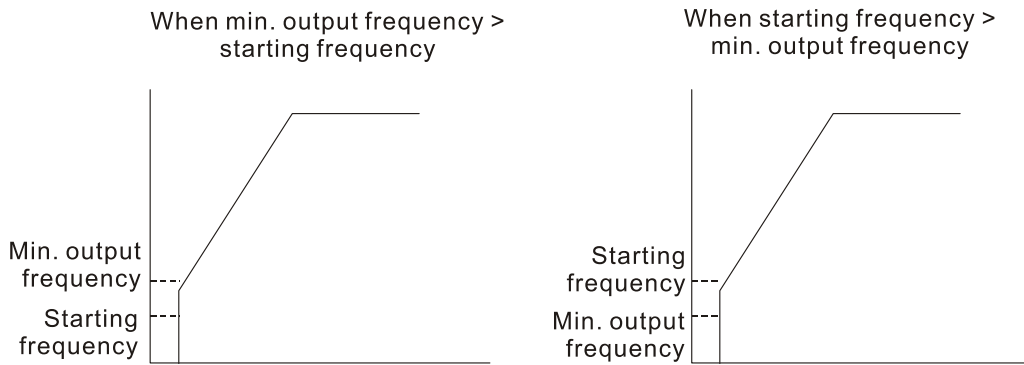 When min. output frequency >
starting frequency
Min. output
frequency
Starting
frequency
When starting frequency >
min. output frequency
Starting
frequency
Min. output
frequency